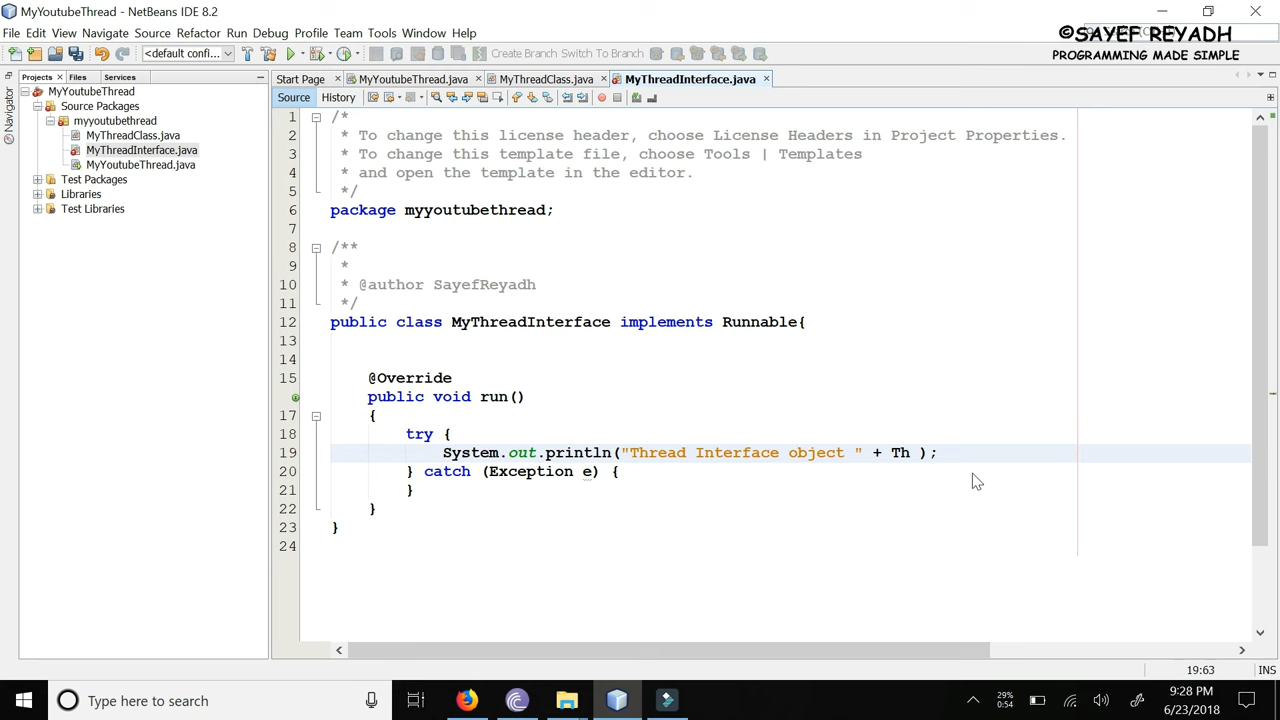 MyYoutubeThread - NetBeans IDE 8.2
File Edit View Navigate Source Refactor Run Debug Profile Team Tools Window Help
©SAYEF REYADH
PROGRAMMING MADE SIMPLE
<default confi...
Create Branch Switch To Branch
Projects Files Services
Start Page MyYoutubeThread.java MyThreadClass.java MyThreadInterface.java
Navigator
MyYoutubeThread
Source Packages
myyoutubethread
MyThreadClass.java
MyThreadInterface.java
MyYoutubeThread.java
Test Packages
Libraries
Test Libraries
Source History
1 /*
2 * To change this license header, choose License Headers in Project Properties.
3 * To change this template file, choose Tools | Templates
4 * and open the template in the editor.
5 */
6 package myyoutubethread;
7
8 /**
9 *
10 * @author SayefReyadh
11 */
12 public class MyThreadInterface implements Runnable{
13
14
15 @Override
public void run()
17 {
18 try {
19 System.out.println("Thread Interface object " + Th );
20 } catch (Exception e) {
21 }
22 }
23 }
24
19:63 INS
Type here to search
29%
0:54
9:28 PM
6/23/2018